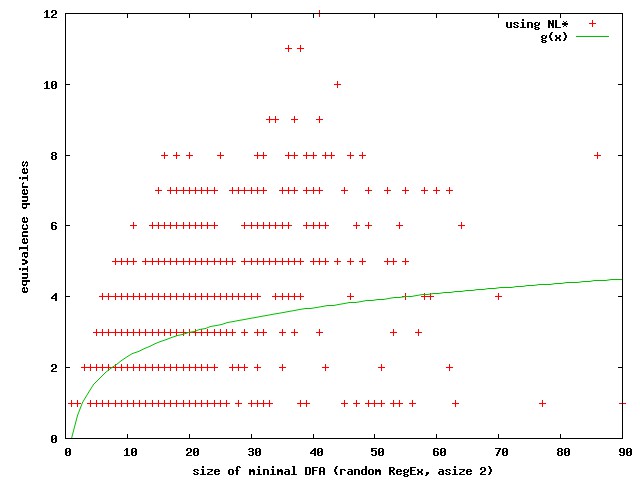 12
using NL*
g(x)
10
8
equivalence queries
6
4
2
0
0 10 20 30 40 50 60 70 80 90
size of minimal DFA (random RegEx, asize 2)